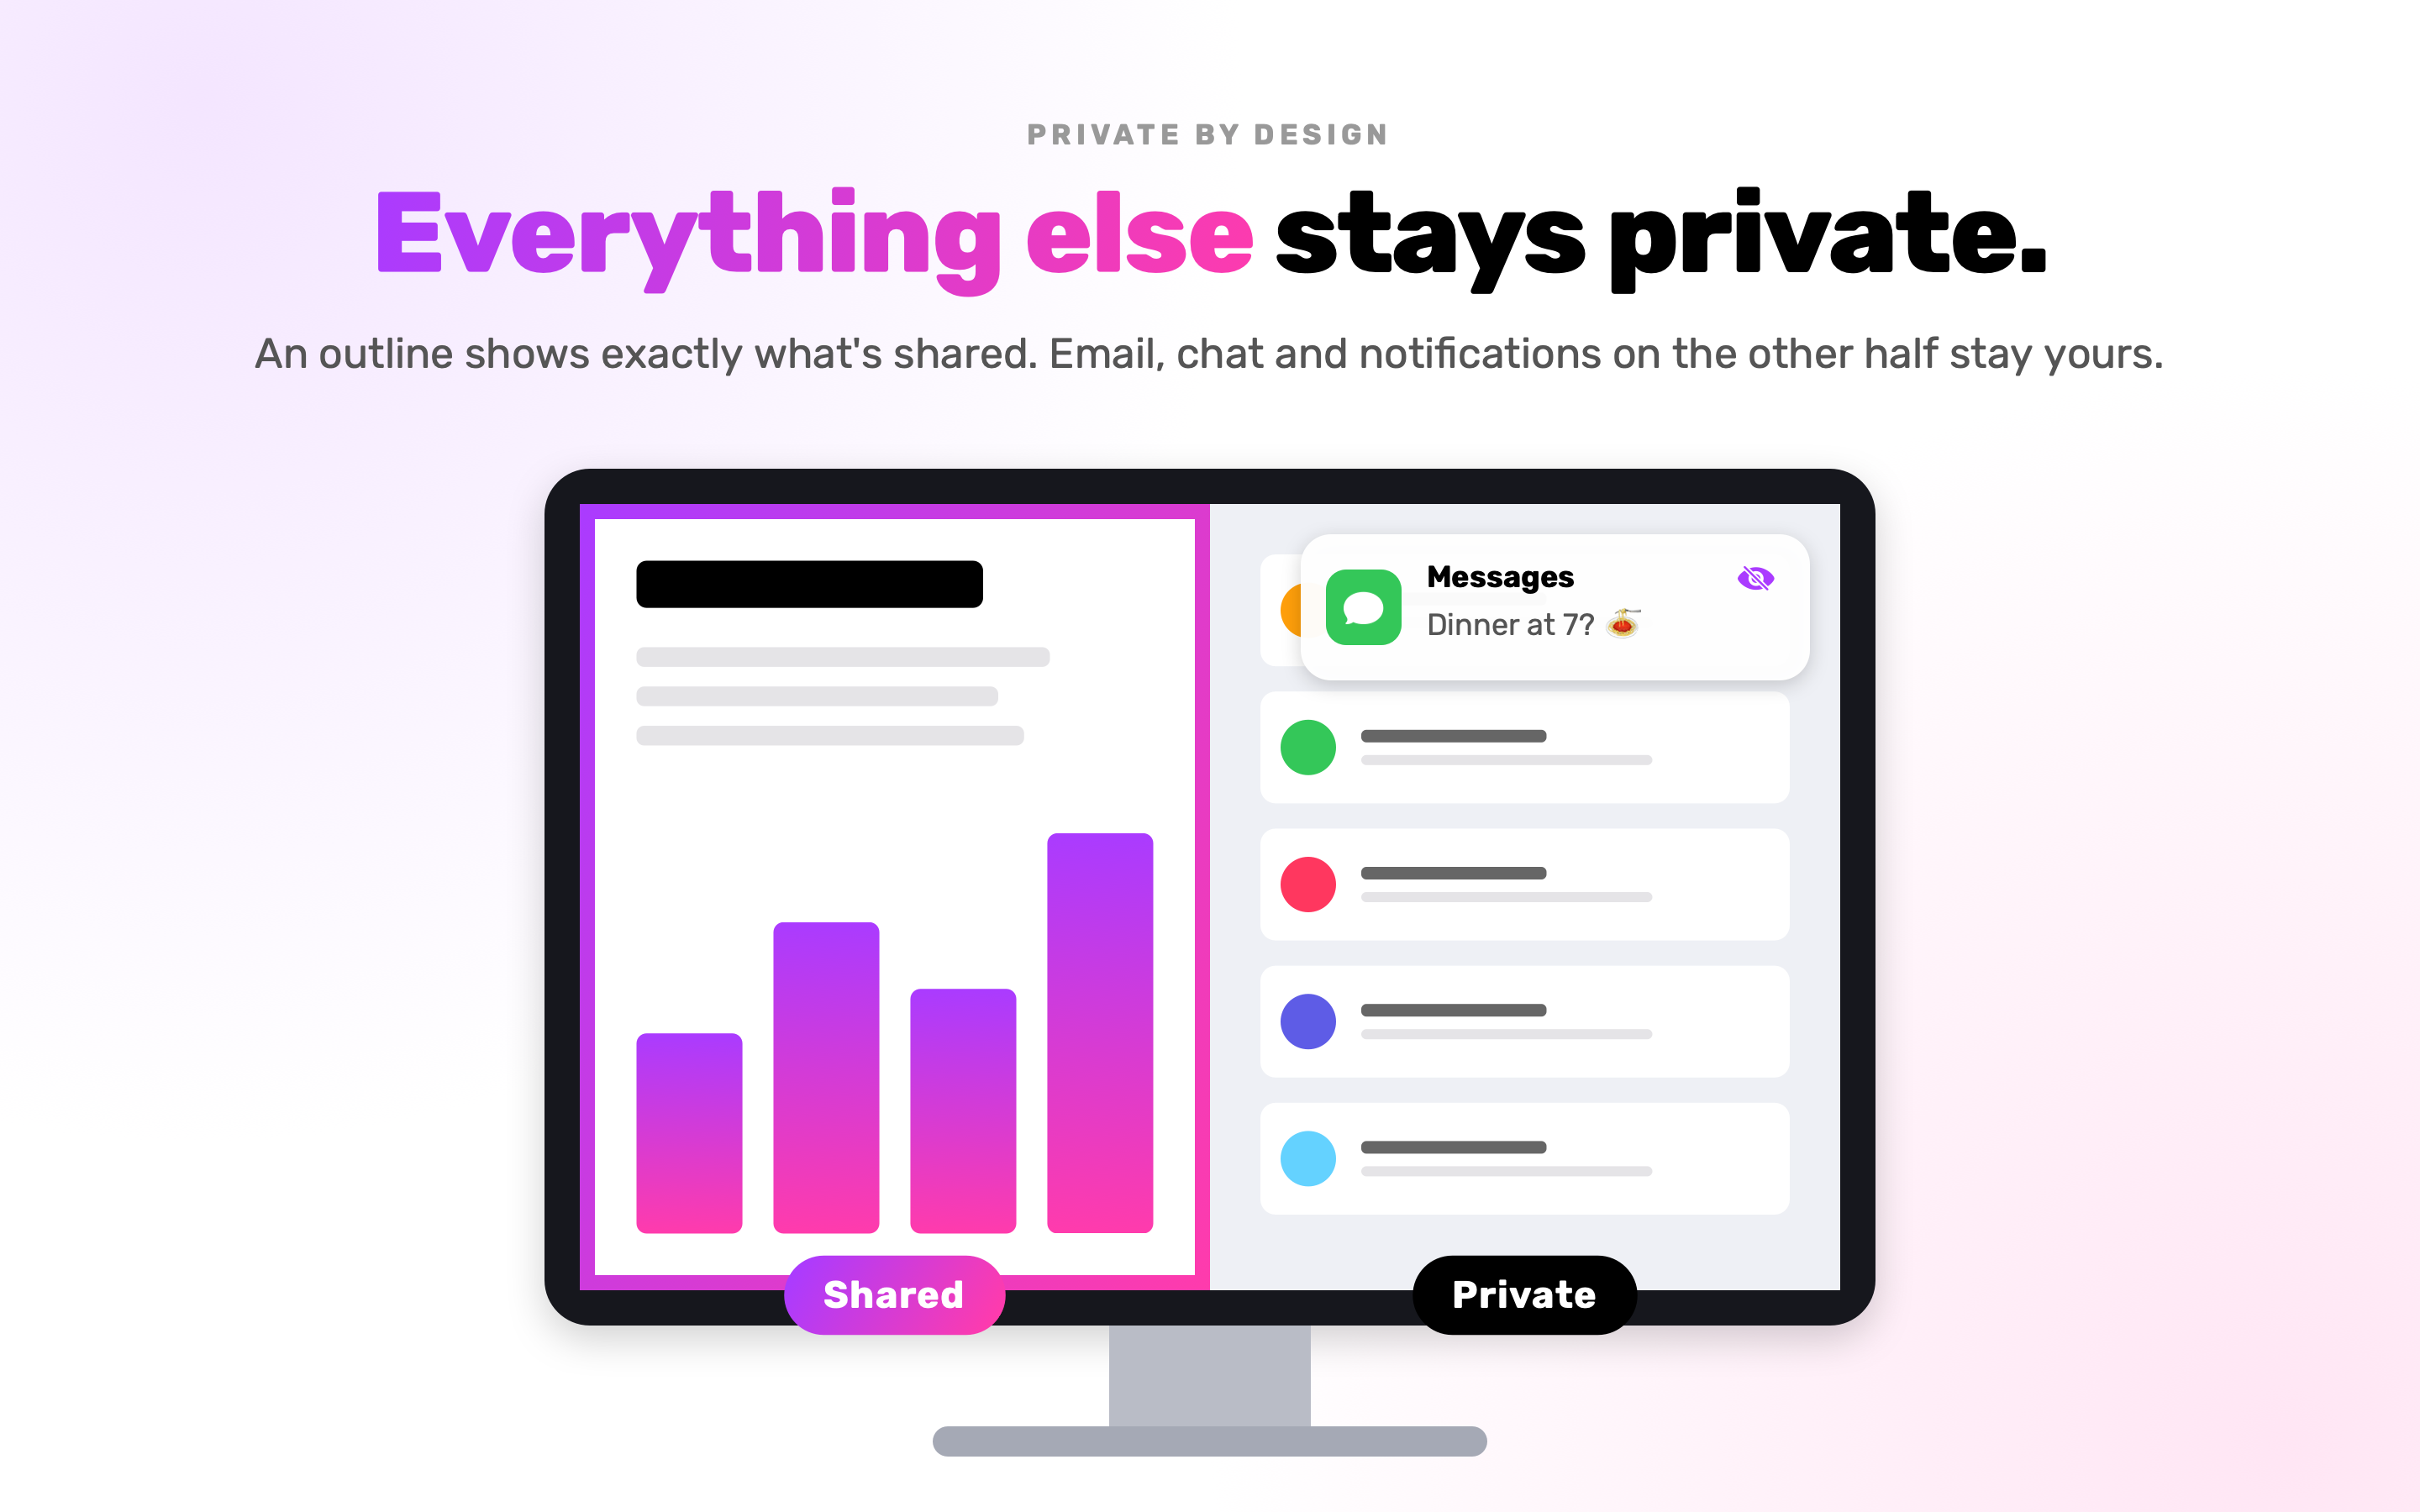 PRIVATE BY DESIGN
Everything else stays private.
An outline shows exactly what's shared. Email, chat and notifications on the other half stay yours.
Messages
Dinner at 7? 🍝
Shared
Private